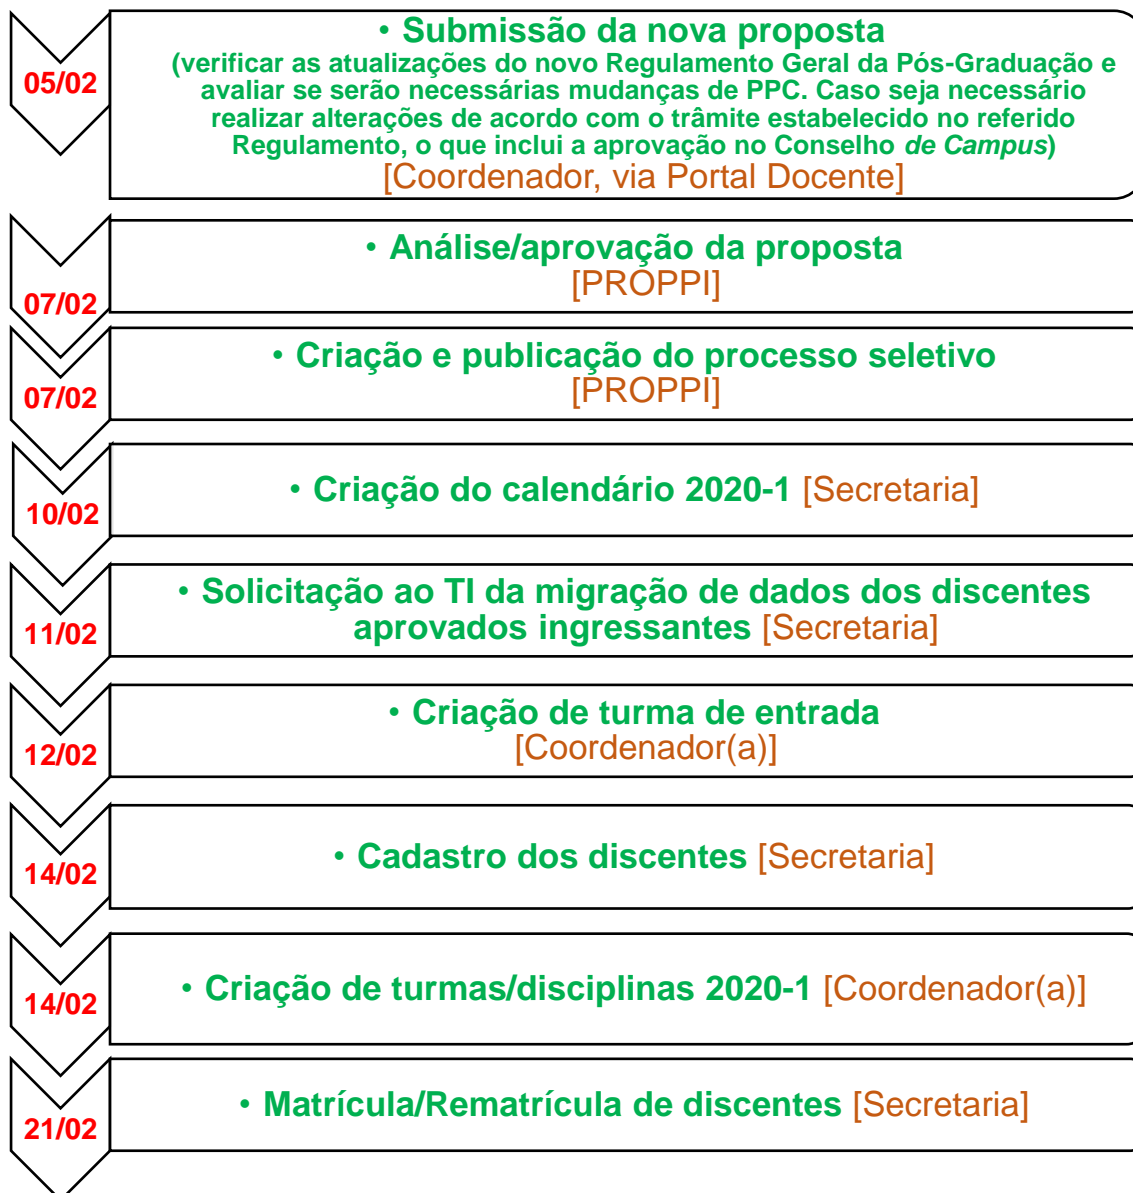 • Submissão da nova proposta
(verificar as atualizações do novo Regulamento Geral da Pós-Graduação e
avaliar se serão necessárias mudanças de PPC. Caso seja necessário
realizar alterações de acordo com o trâmite estabelecido no referido
Regulamento, o que inclui a aprovação no Conselho de Campus)
[Coordenador, via Portal Docente]
05/02
• Análise/aprovação da proposta
[PROPPI]
07/02
• Criação e publicação do processo seletivo
[PROPPI]
07/02
• Criação do calendário 2020-1 [Secretaria]
10/02
• Solicitação ao TI da migração de dados dos discentes
aprovados ingressantes [Secretaria]
11/02
• Criação de turma de entrada
[Coordenador(a)]
12/02
• Cadastro dos discentes [Secretaria]
14/02
• Criação de turmas/disciplinas 2020-1 [Coordenador(a)]
14/02
• Matrícula/Rematrícula de discentes [Secretaria]
21/02